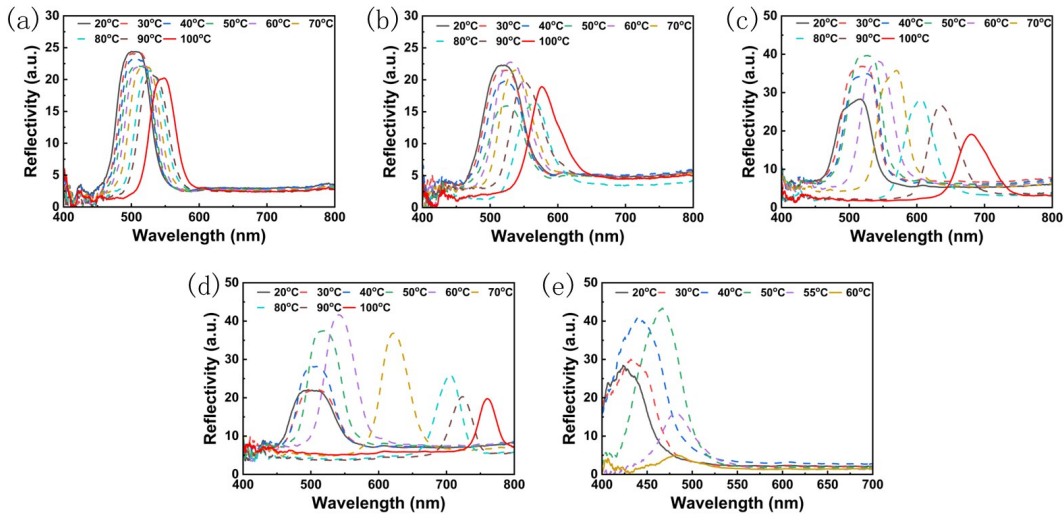 (a)
20ºC 30ºC 40ºC 50ºC 60ºC 70ºC
80ºC 90ºC 100ºC
Reflectivity (a.u.)
30
25
20
15
10
5
0
400 500 600 700 800
Wavelength (nm)
(b)
20ºC 30ºC 40ºC 50ºC 60ºC 70ºC
80ºC 90ºC 100ºC
Reflectivity (a.u.)
30
25
20
15
10
5
0
400 500 600 700 800
Wavelength (nm)
(c)
20ºC 30ºC 40ºC 50ºC 60ºC 70ºC
80ºC 90ºC 100ºC
Reflectivity (a.u.)
50
40
30
20
10
0
400 500 600 700 800
Wavelength (nm)
(d)
20ºC 30ºC 40ºC 50ºC 60ºC 70ºC
80ºC 90ºC 100ºC
Reflectivity (a.u.)
50
40
30
20
10
0
400 500 600 700 800
Wavelength (nm)
(e)
20ºC 30ºC 40ºC 50ºC 55ºC 60ºC
Reflectivity (a.u.)
50
40
30
20
10
0
400 450 500 550 600 650 700
Wavelength (nm)